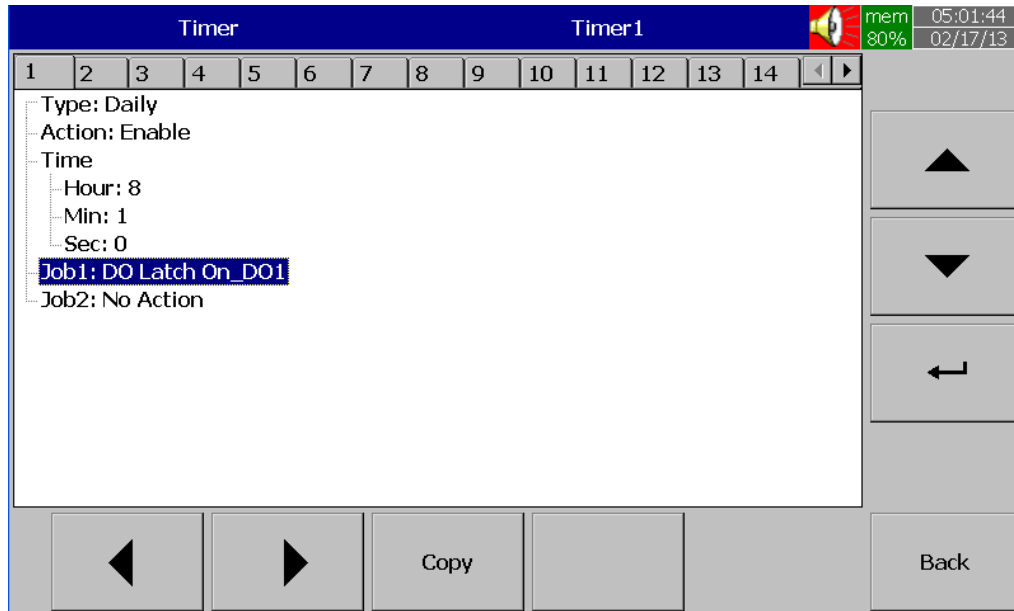 Timer Timer1 mem 05:01:44
80% 02/17/13
1 2 3 4 5 6 7 8 9 10 11 12 13 14
Type: Daily
Action: Enable
Time
Hour: 8
Min: 1
Sec: 0
Job1: DO Latch On_DO1
Job2: No Action
Copy Back